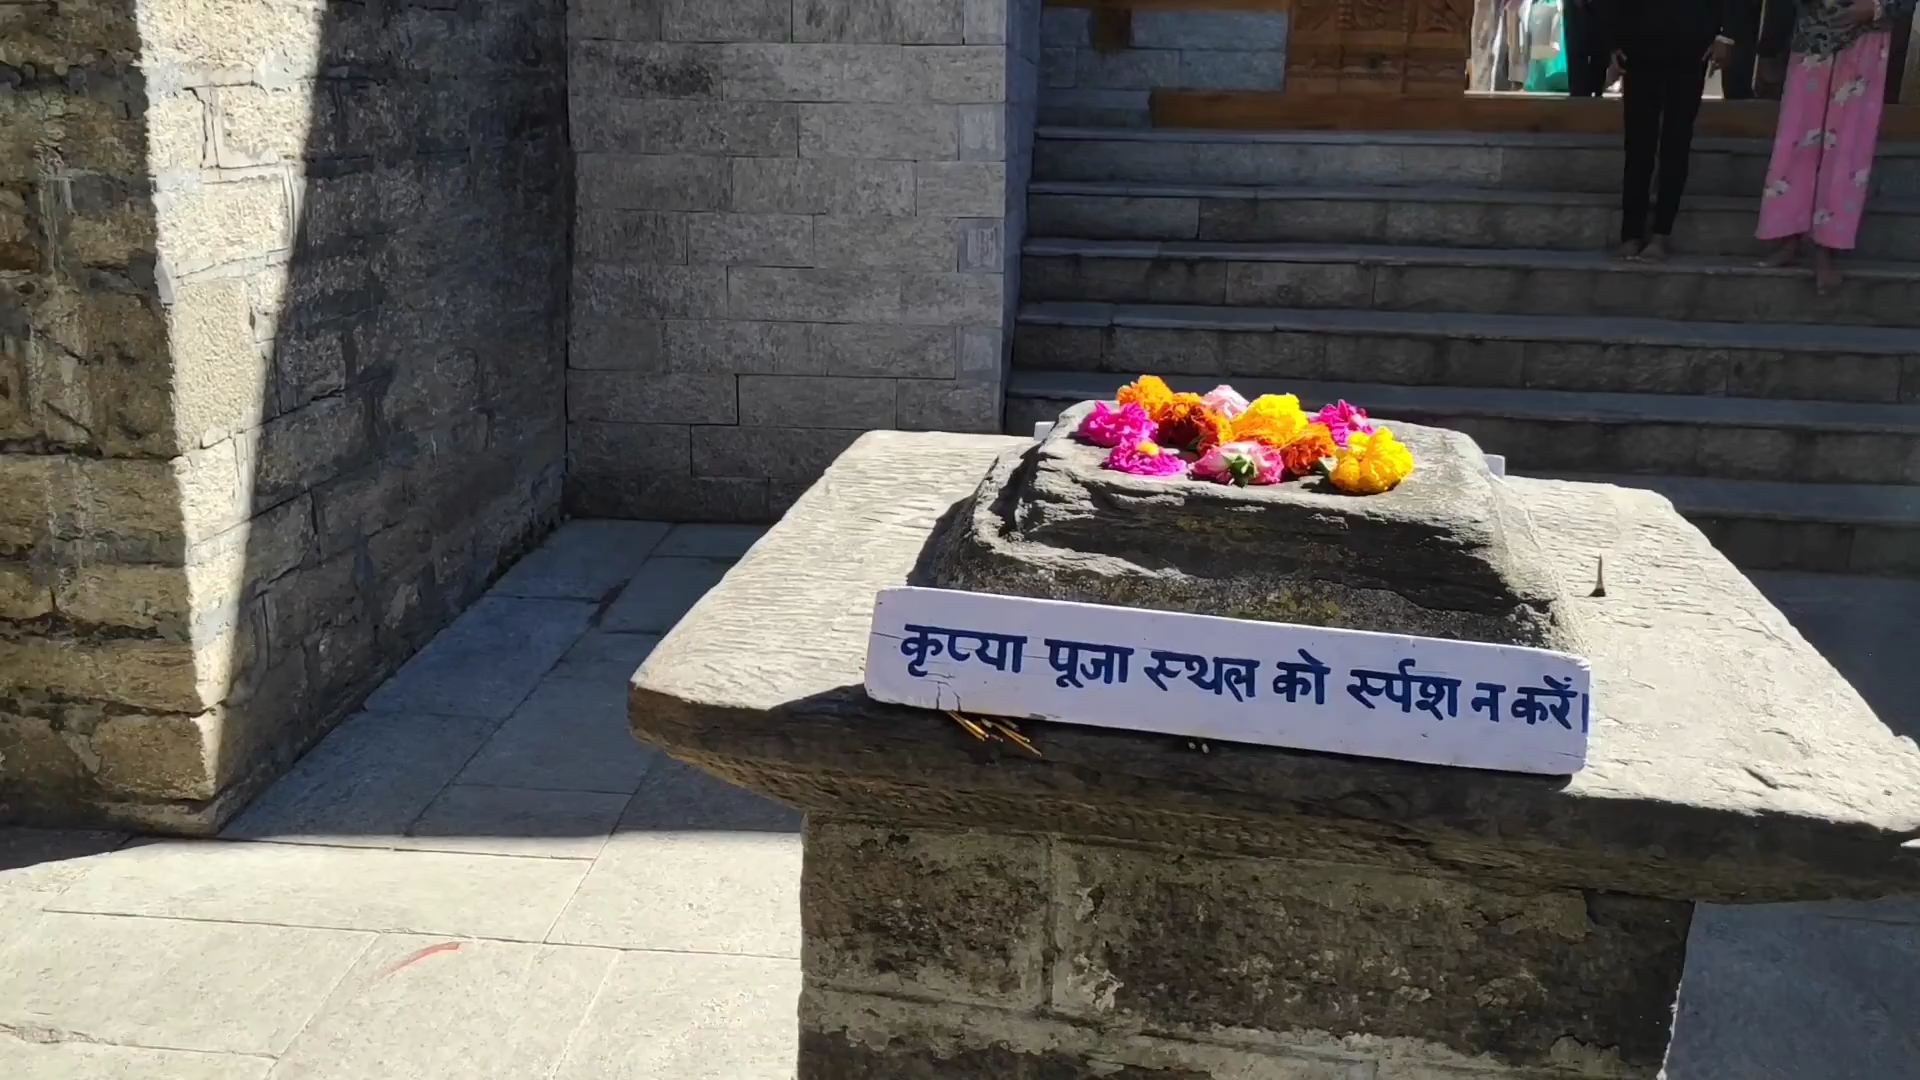 कृप्या पूजा स्थल को र्स्पश न करें।